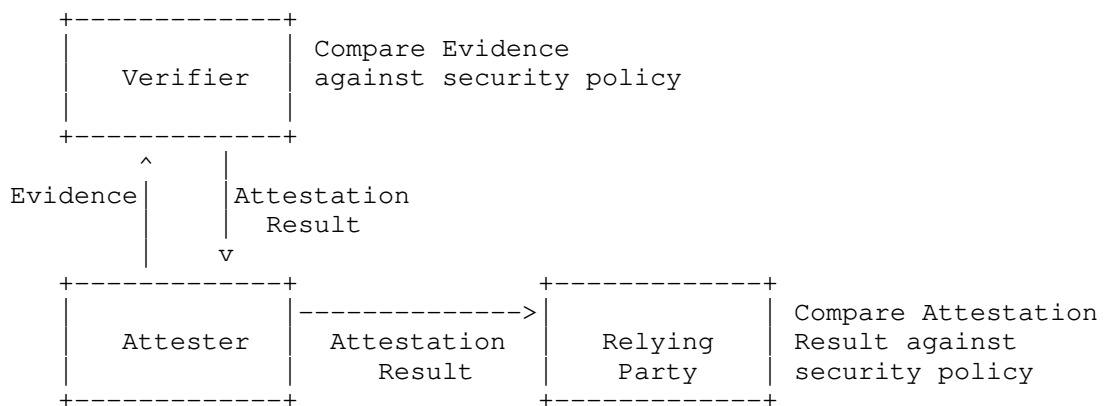 Compare Evidence
Verifier against security policy
Evidence Attestation
Result
Compare Attestation
Attester Attestation Relying Result against
Result Party security policy